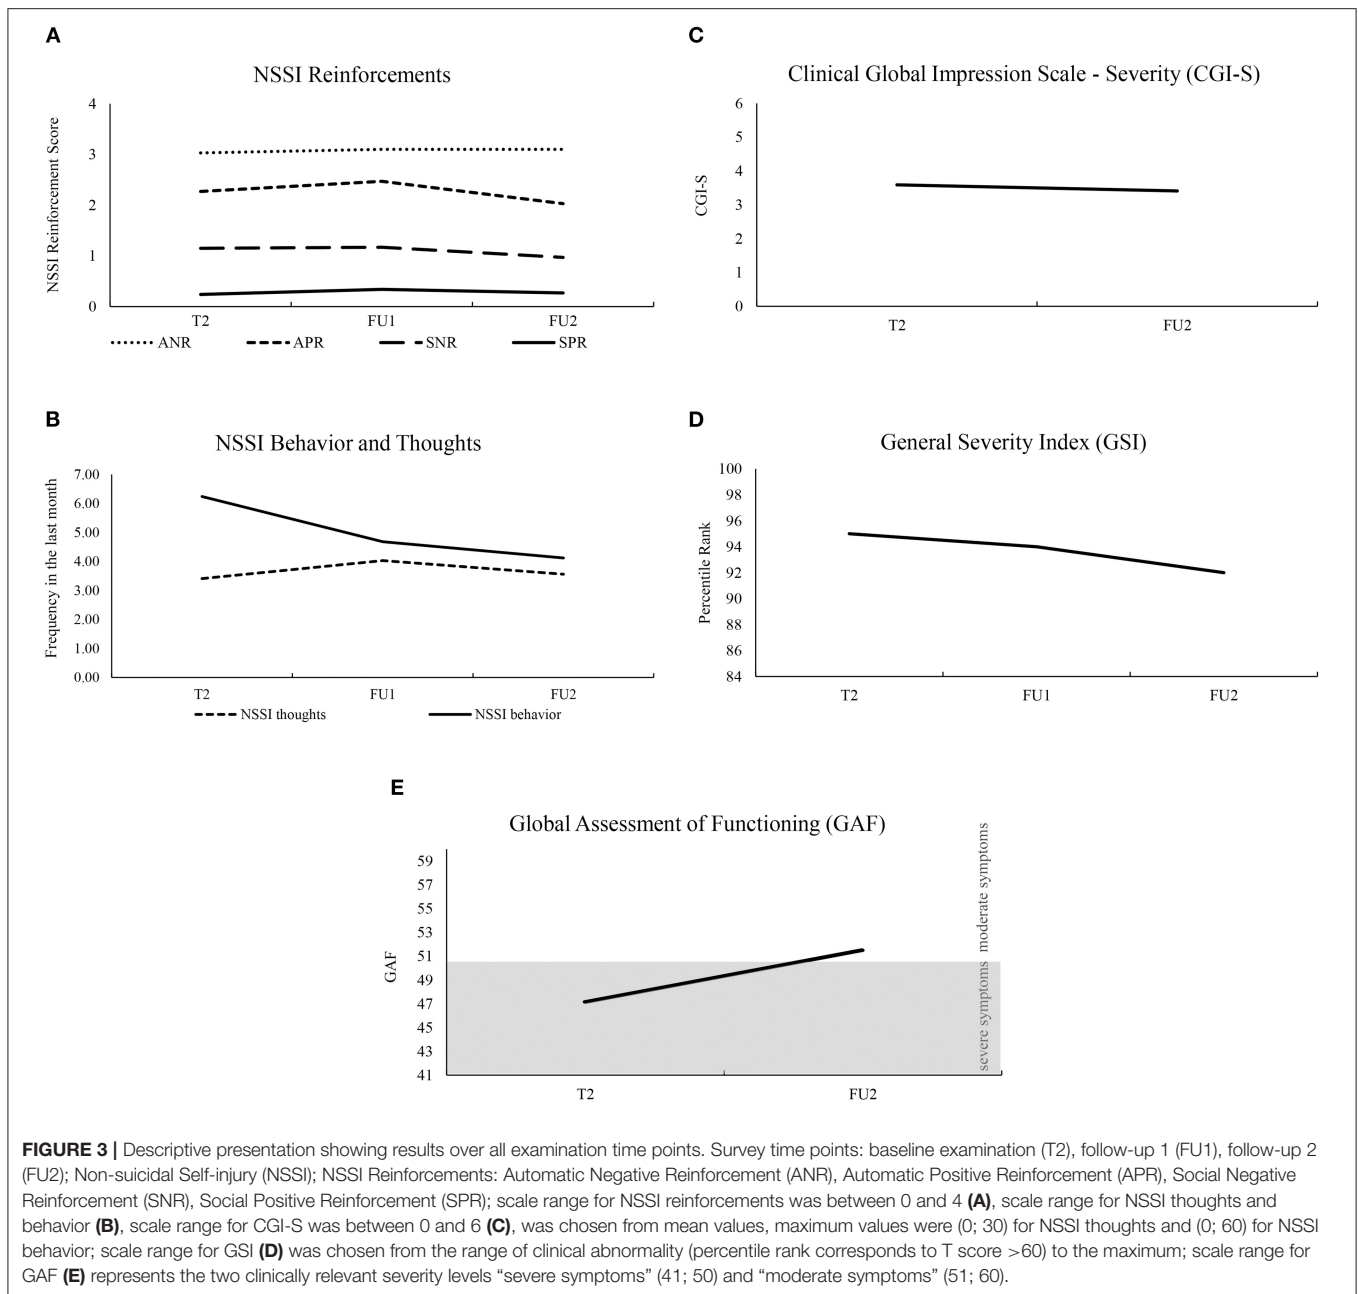 A
NSSI Reinforcements
NSSI Reinforcement Score
4
3
2
1
0
T2 FU1 FU2
ANR APR SNR SPR
B
NSSI Behavior and Thoughts
Frequency in the last month
7.00
6.00
5.00
4.00
3.00
2.00
1.00
0.00
T2 FU1 FU2
NSSI thoughts NSSI behavior
C
Clinical Global Impression Scale - Severity (CGI-S)
CGI-S
6
5
4
3
2
1
0
T2 FU2
D
General Severity Index (GSI)
Percentile Rank
100
98
96
94
92
90
88
86
84
T2 FU1 FU2
E
Global Assessment of Functioning (GAF)
GAF
59
57
55
53
51
49
47
45
43
41
T2 FU2
severe symptoms moderate symptoms
FIGURE 3 | Descriptive presentation showing results over all examination time points. Survey time points: baseline examination (T2), follow-up 1 (FU1), follow-up 2
(FU2); Non-suicidal Self-injury (NSSI); NSSI Reinforcements: Automatic Negative Reinforcement (ANR), Automatic Positive Reinforcement (APR), Social Negative
Reinforcement (SNR), Social Positive Reinforcement (SPR); scale range for NSSI reinforcements was between 0 and 4 (A), scale range for NSSI thoughts and
behavior (B), scale range for CGI-S was between 0 and 6 (C), was chosen from mean values, maximum values were (0; 30) for NSSI thoughts and (0; 60) for NSSI
behavior; scale range for GSI (D) was chosen from the range of clinical abnormality (percentile rank corresponds to T score >60) to the maximum; scale range for
GAF (E) represents the two clinically relevant severity levels “severe symptoms” (41; 50) and “moderate symptoms” (51; 60).